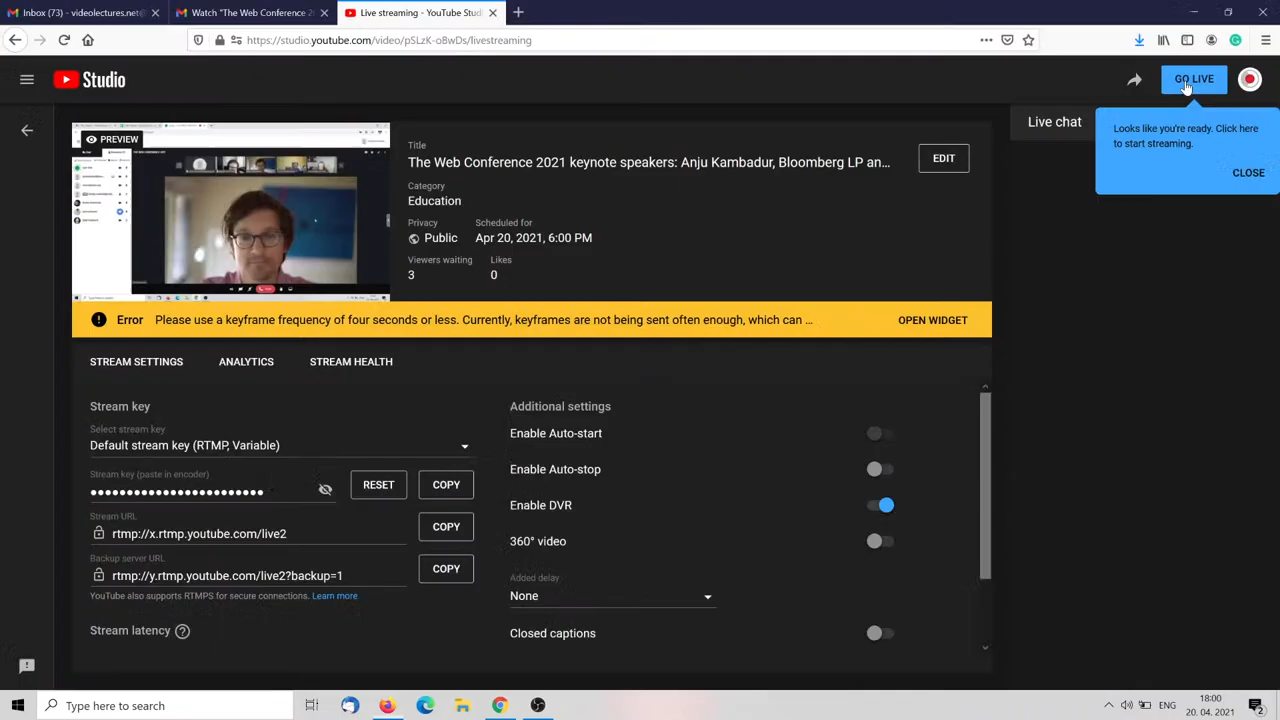 Inbox (73) - videolectures.net@
Watch "The Web Conference 2
Live streaming - YouTube Stud
https://studio.youtube.com/video/pSLzK-oBwDs/livestreaming
Studio
GO LIVE
PREVIEW
Title
The Web Conference 2021 keynote speakers: Anju Kambadur, Bloomberg LP an...
EDIT
Category
Education
Privacy
Scheduled for
Public
Apr 20, 2021, 6:00 PM
Viewers waiting
Likes
3
0
Live chat
Looks like you're ready. Click here
to start streaming.
CLOSE
Error Please use a keyframe frequency of four seconds or less. Currently, keyframes are not being sent often enough, which can ...
OPEN WIDGET
STREAM SETTINGS
ANALYTICS
STREAM HEALTH
Stream key
Select stream key
Default stream key (RTMP, Variable)
Stream key (paste in encoder)
RESET
COPY
Stream URL
rtmp://x.rtmp.youtube.com/live2
COPY
Backup server URL
rtmp://y.rtmp.youtube.com/live2?backup=1
COPY
YouTube also supports RTMPS for secure connections. Learn more
Stream latency
Additional settings
Enable Auto-start
Enable Auto-stop
Enable DVR
360° video
Added delay
None
Closed captions
Type here to search
ENG
18:00
20. 04. 2021
2